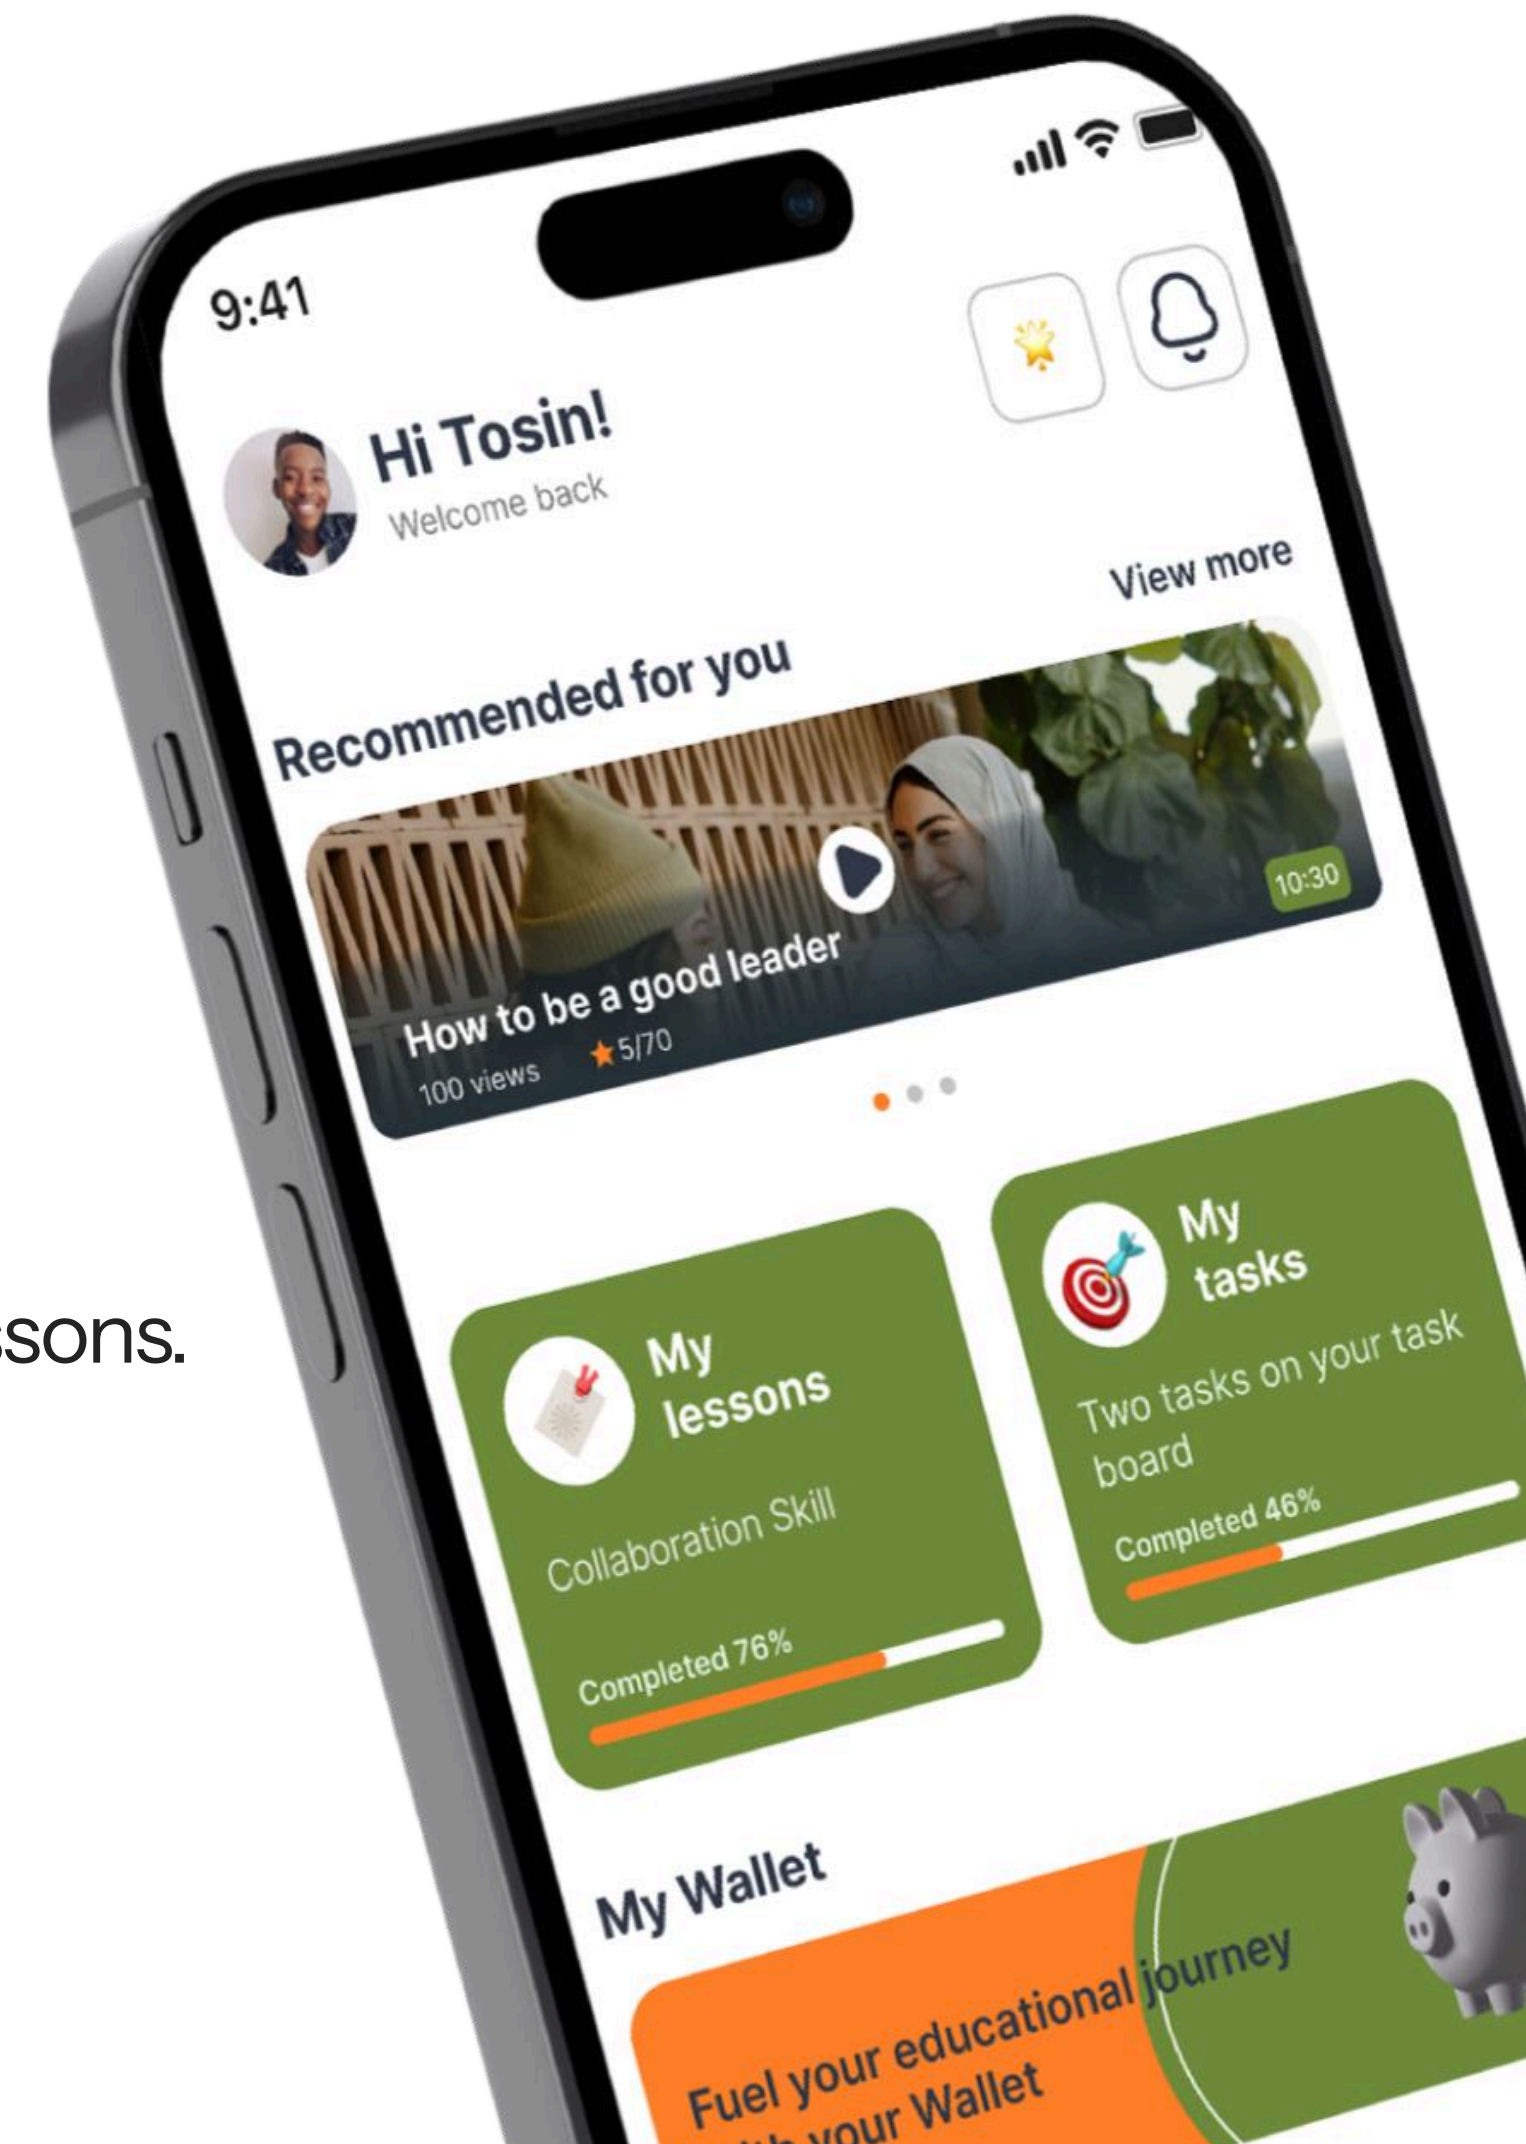 9:41
Hi Tosin!
Welcome back
View more
Recommended for you
10:30
How to be a good leader
100 views 5/70
My
lessons
Collaboration Skill
Completed 76%
My
tasks
Two tasks on your task
board
Completed 46%
My Wallet
Fuel your educational journey
your Wallet